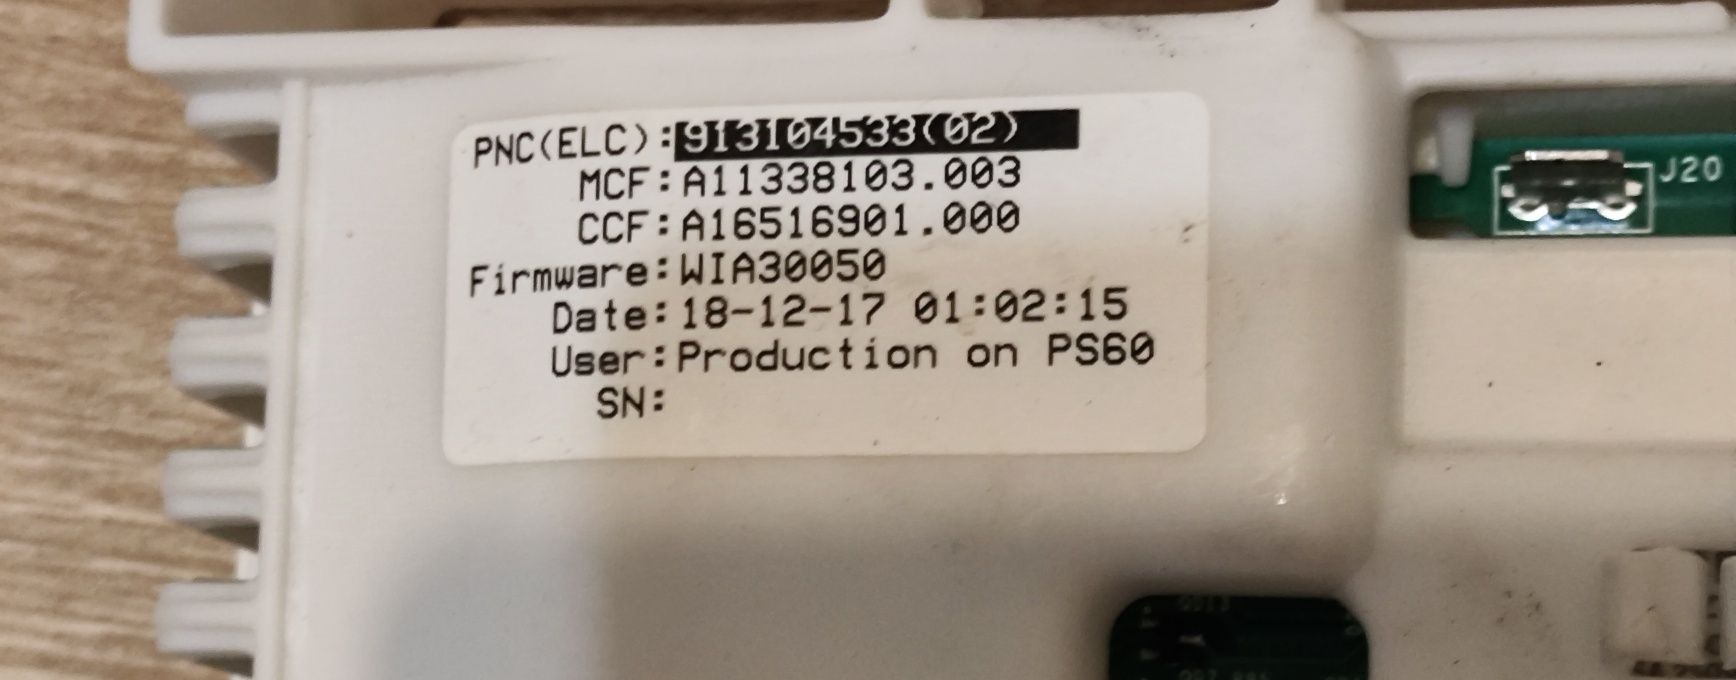 PNC(ELC):913104533(02)
MCF:A11338103.003
CCF:A16516901.000
Firmware:WIA30050
Date:18-12-17 01:02:15
User:Production on PS60
SN:
J20